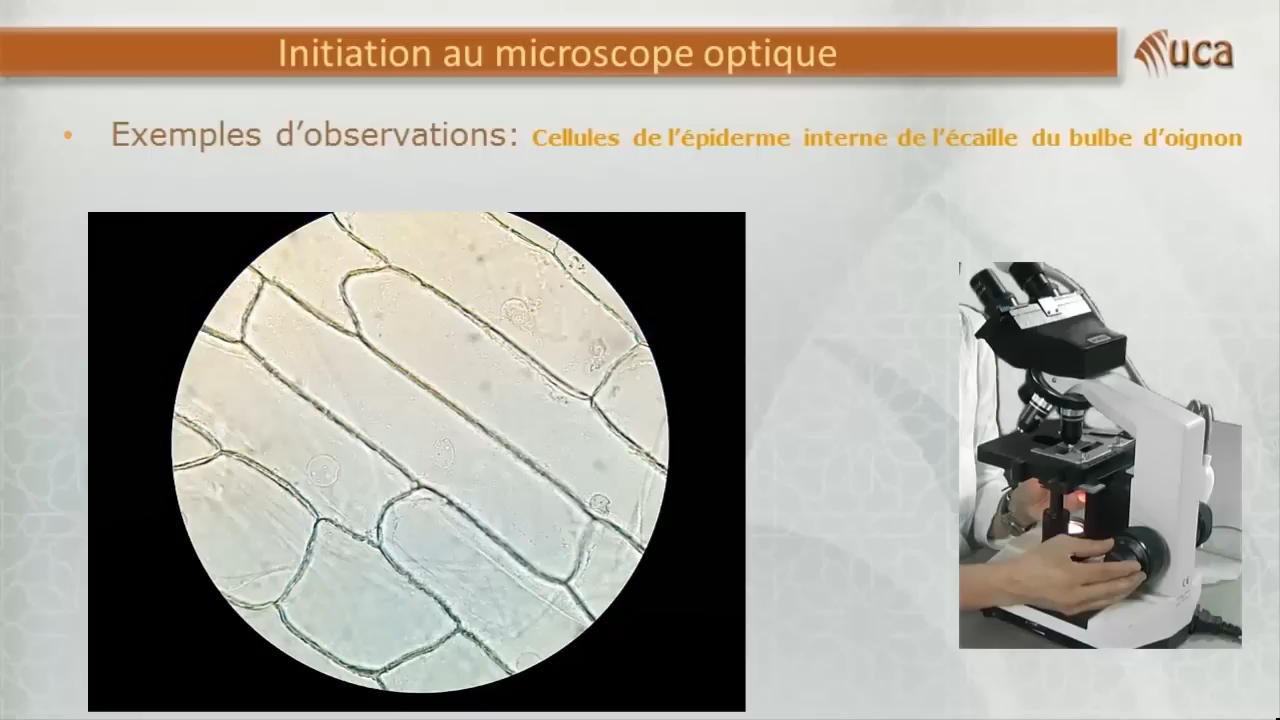 Initiation au microscope optique
uca
• Exemples d’observations: Cellules de l’épiderme interne de l’écaille du bulbe d’oignon